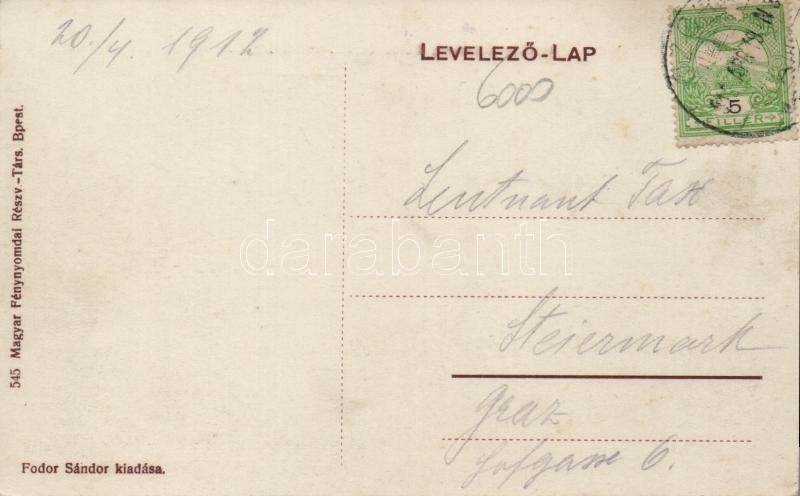 20./4. 1912.
LEVELEZŐ-LAP
6000
5
FILLÉR
Leutnant Tax
darabanth
Steiermark
Graz
Hofgasse 6.
545 Magyar Fénynyomdai Részv.-Társ. Bpest.
Fodor Sándor kiadása.